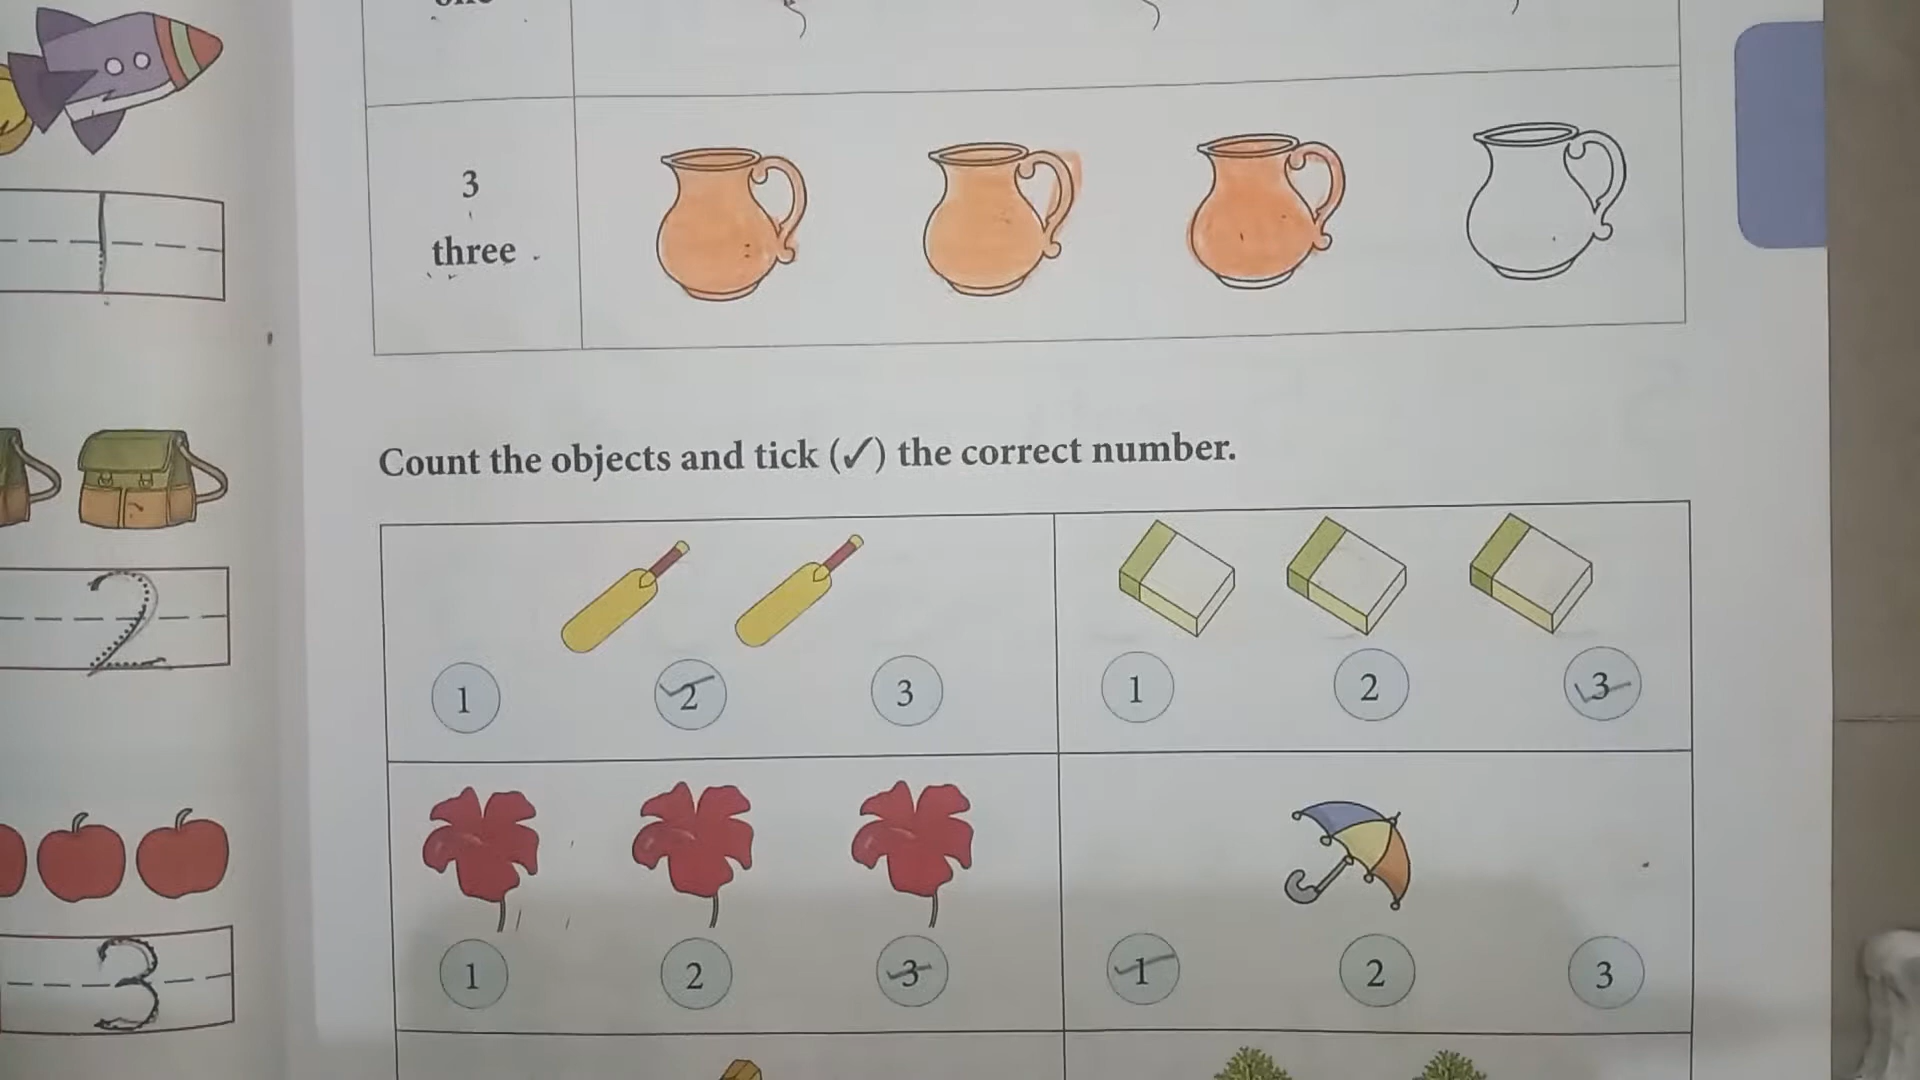 1
2
3
3
three
Count the objects and tick (✓) the correct number.
1 2 3
1 2 3
1 2 3
1 2 3